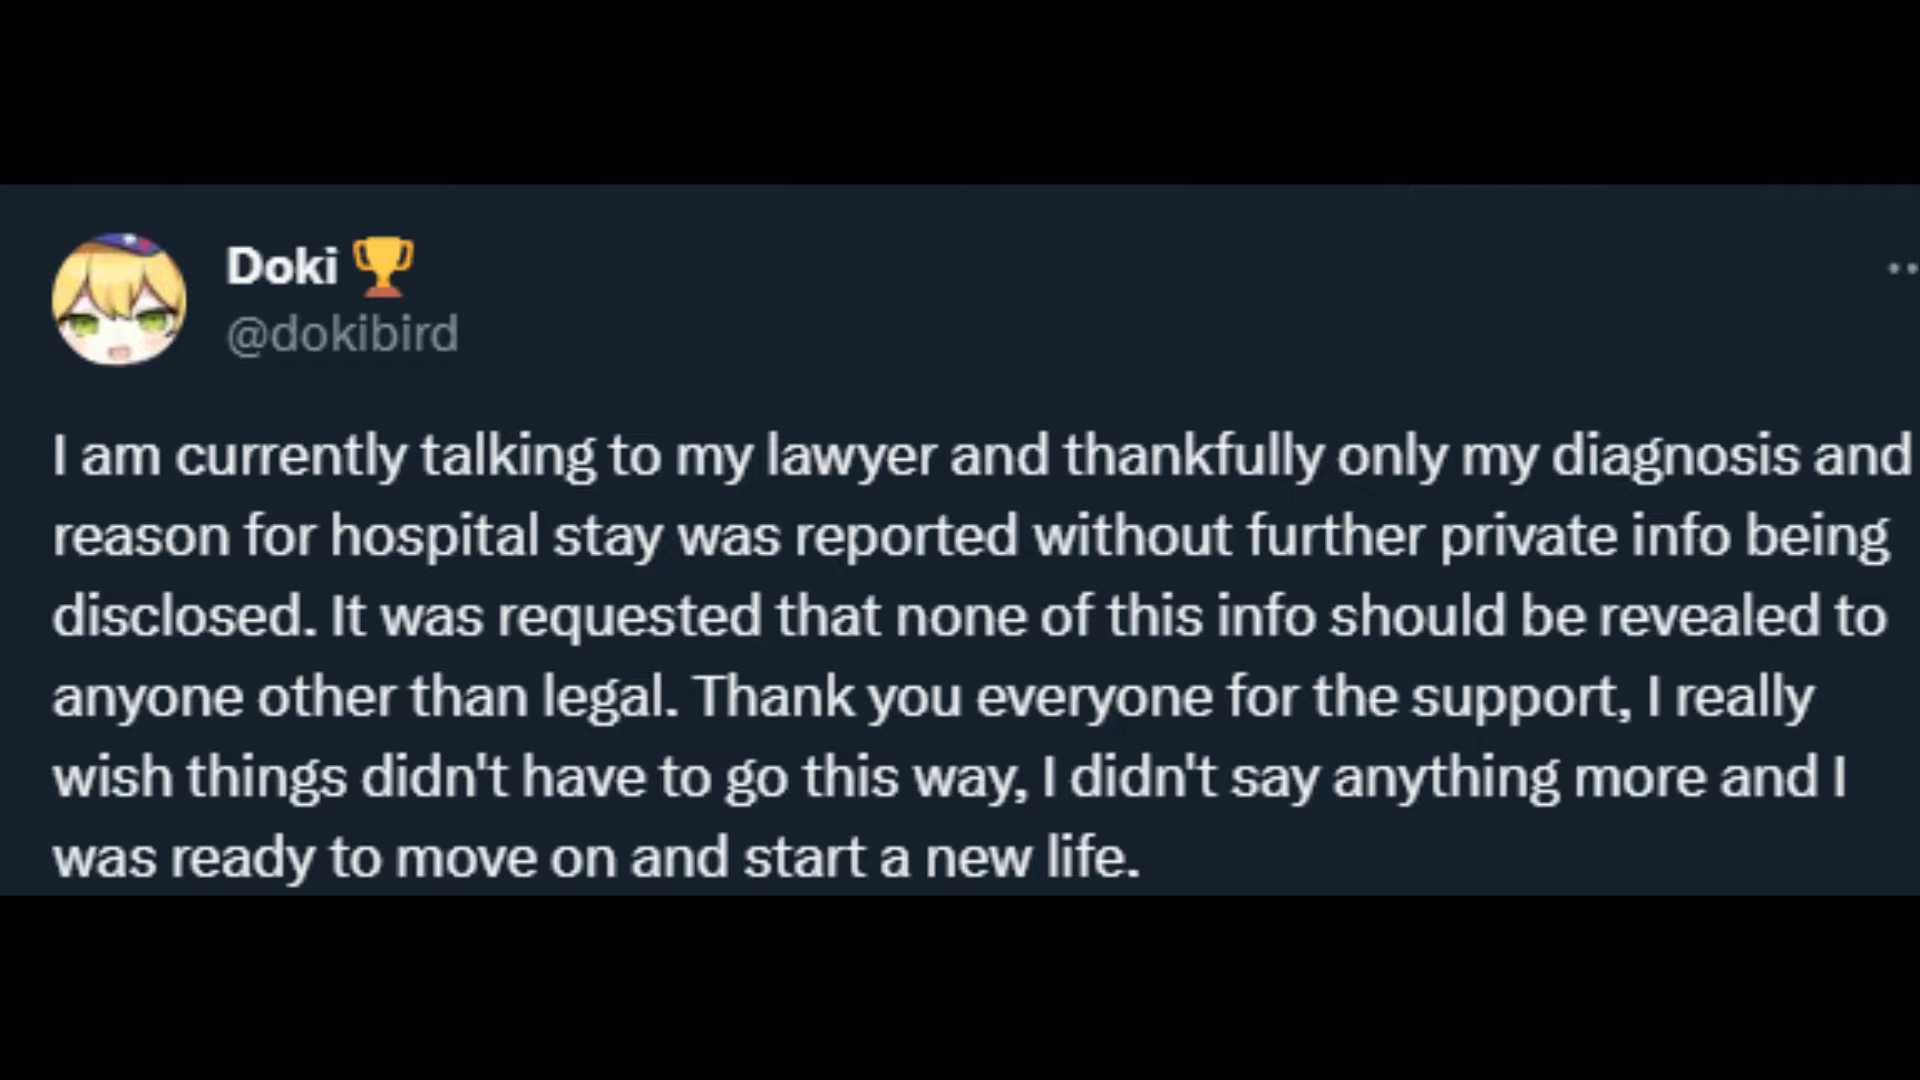 Doki 🏆
@dokibird
I am currently talking to my lawyer and thankfully only my diagnosis and
reason for hospital stay was reported without further private info being
disclosed. It was requested that none of this info should be revealed to
anyone other than legal. Thank you everyone for the support, I really
wish things didn't have to go this way, I didn't say anything more and I
was ready to move on and start a new life.